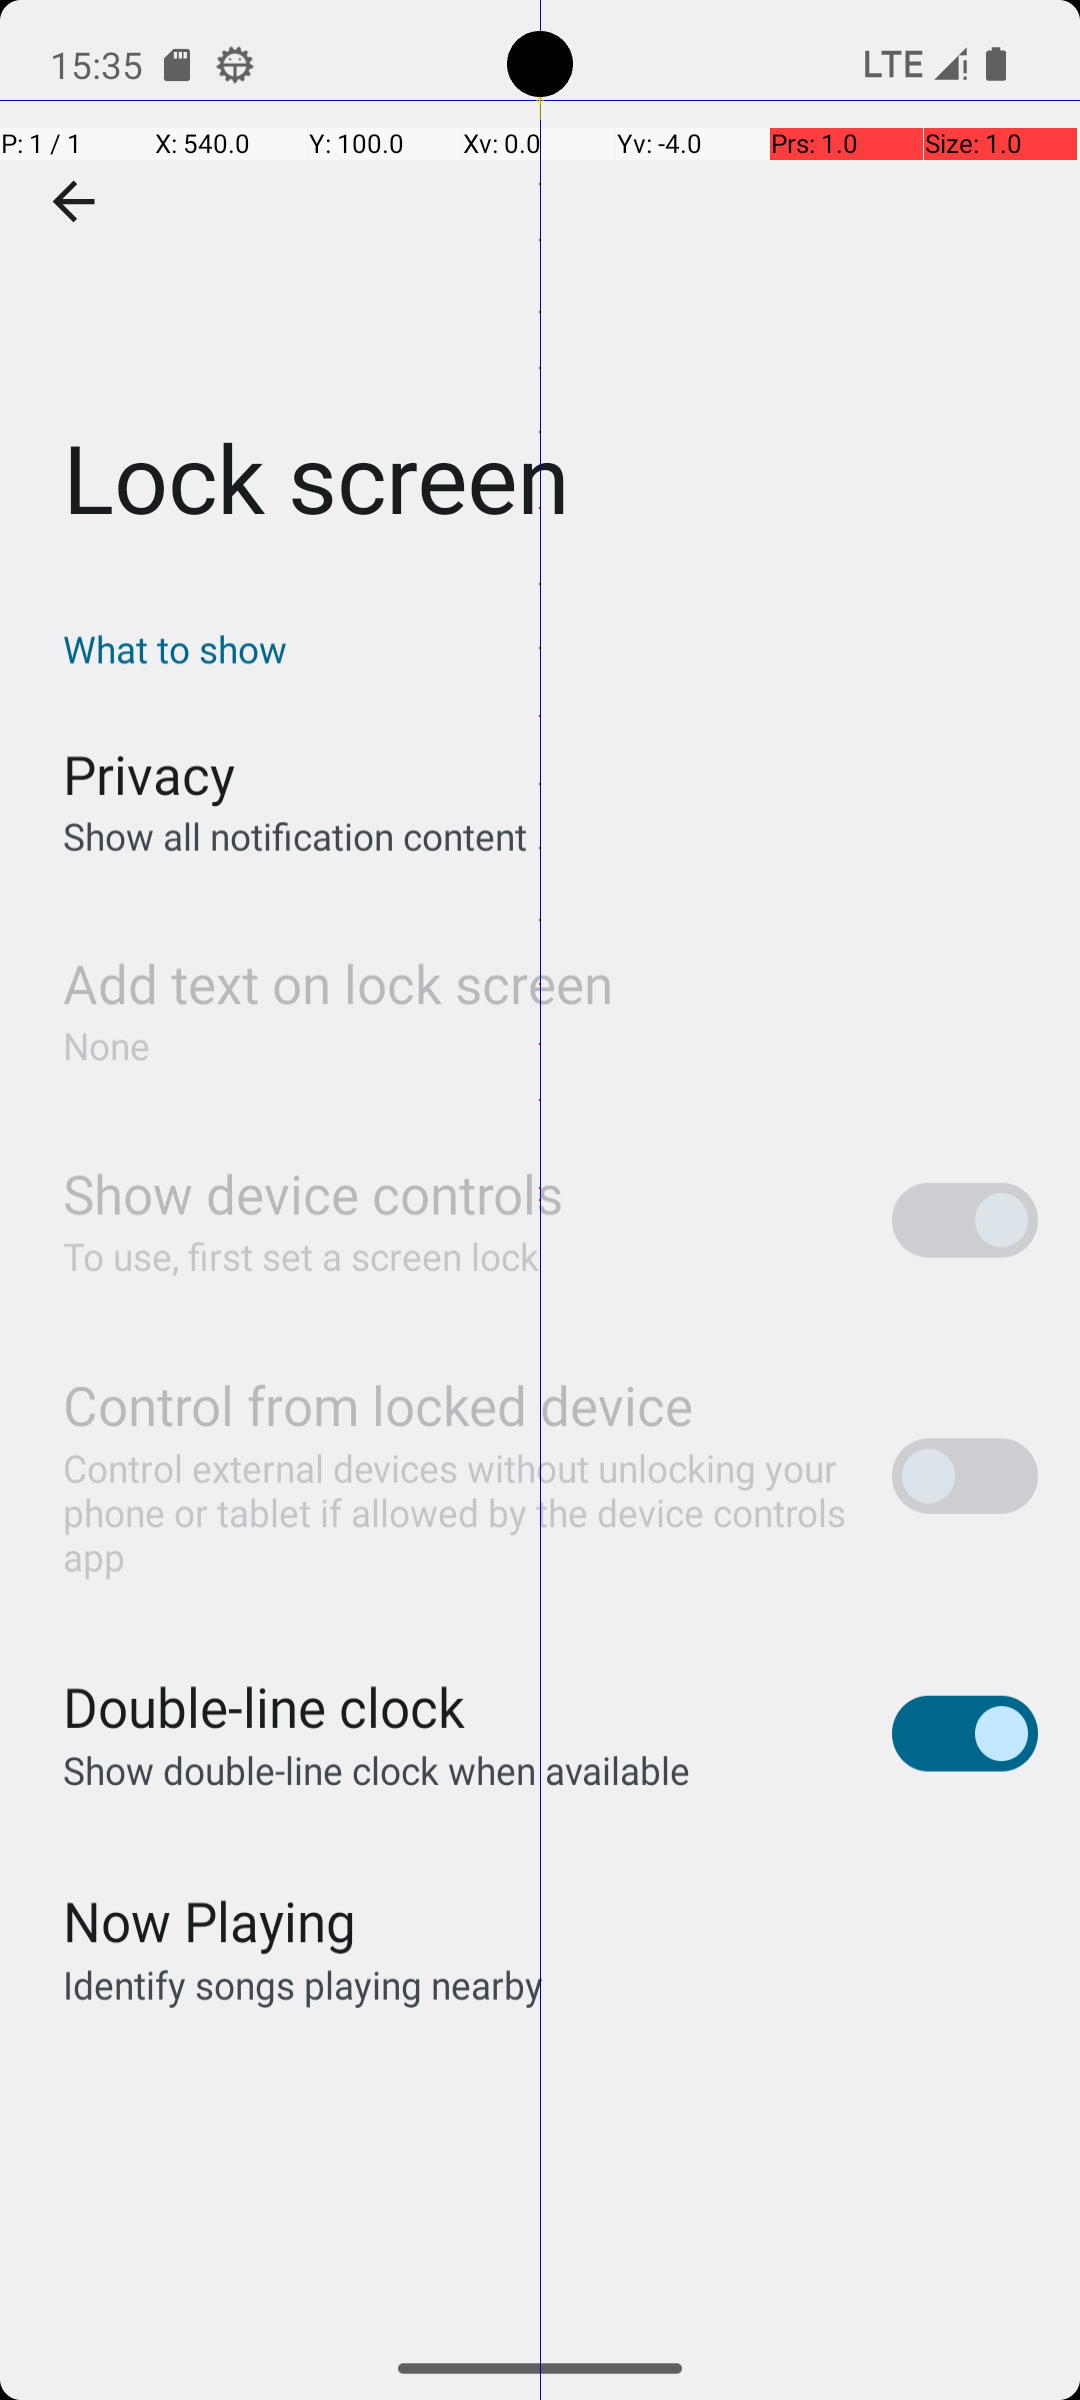 15:35 LTE
P: 1 / 1 X: 540.0 Y: 100.0 Xv: 0.0 Yv: -4.0 Prs: 1.0 Size: 1.0
Lock screen
What to show
Privacy
Show all notification content
Add text on lock screen
None
Show device controls
To use, first set a screen lock
Control from locked device
Control external devices without unlocking your
phone or tablet if allowed by the device controls
app
Double-line clock
Show double-line clock when available
Now Playing
Identify songs playing nearby